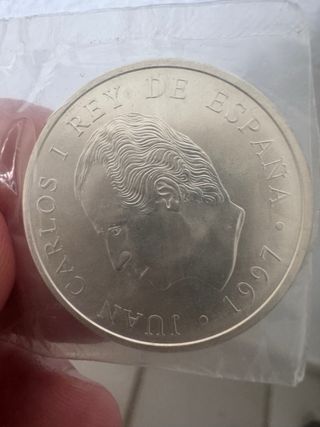 JUAN CARLOS I REY DE ESPAÑA • 1997 •